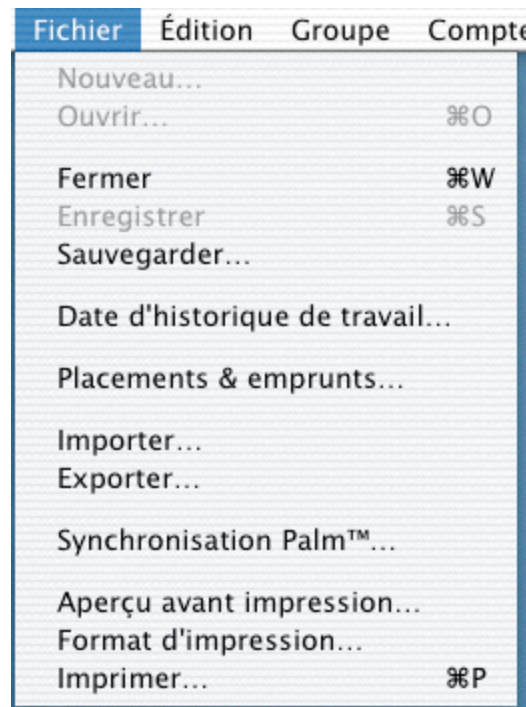 Fichier Édition Groupe Compte
Nouveau...
Ouvrir... ⌘O
Fermer ⌘W
Enregistrer ⌘S
Sauvegarder...
Date d'historique de travail...
Placements & emprunts...
Importer...
Exporter...
Synchronisation Palm™...
Aperçu avant impression...
Format d'impression...
Imprimer... ⌘P